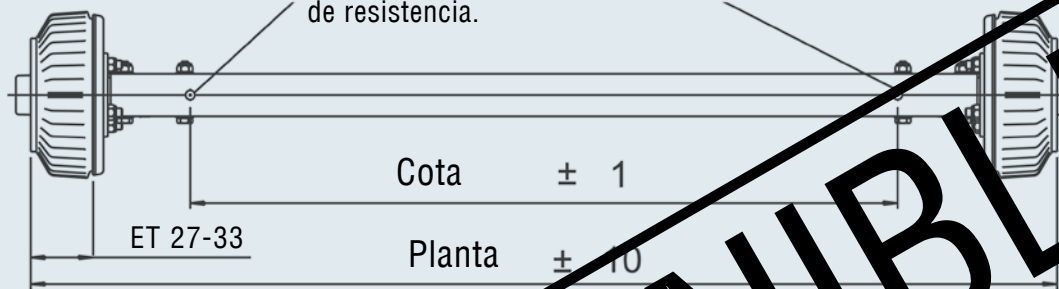 de resistencia.
Cota ± 1
ET 27-33
Planta ± 10